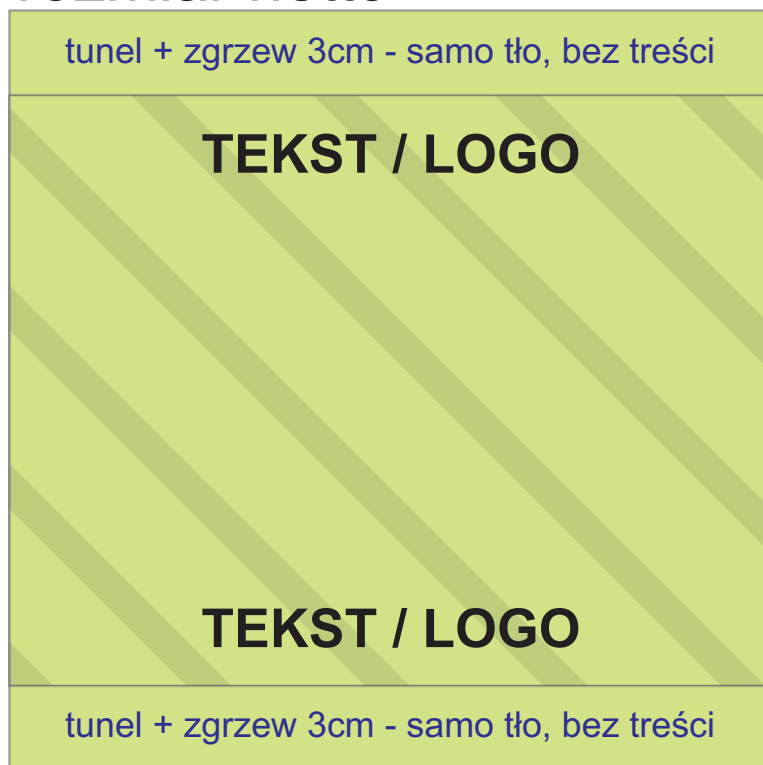 tunel + zgrzew 3cm - samo tło, bez treści
TEKST / LOGO
TEKST / LOGO
tunel + zgrzew 3cm - samo tło, bez treści